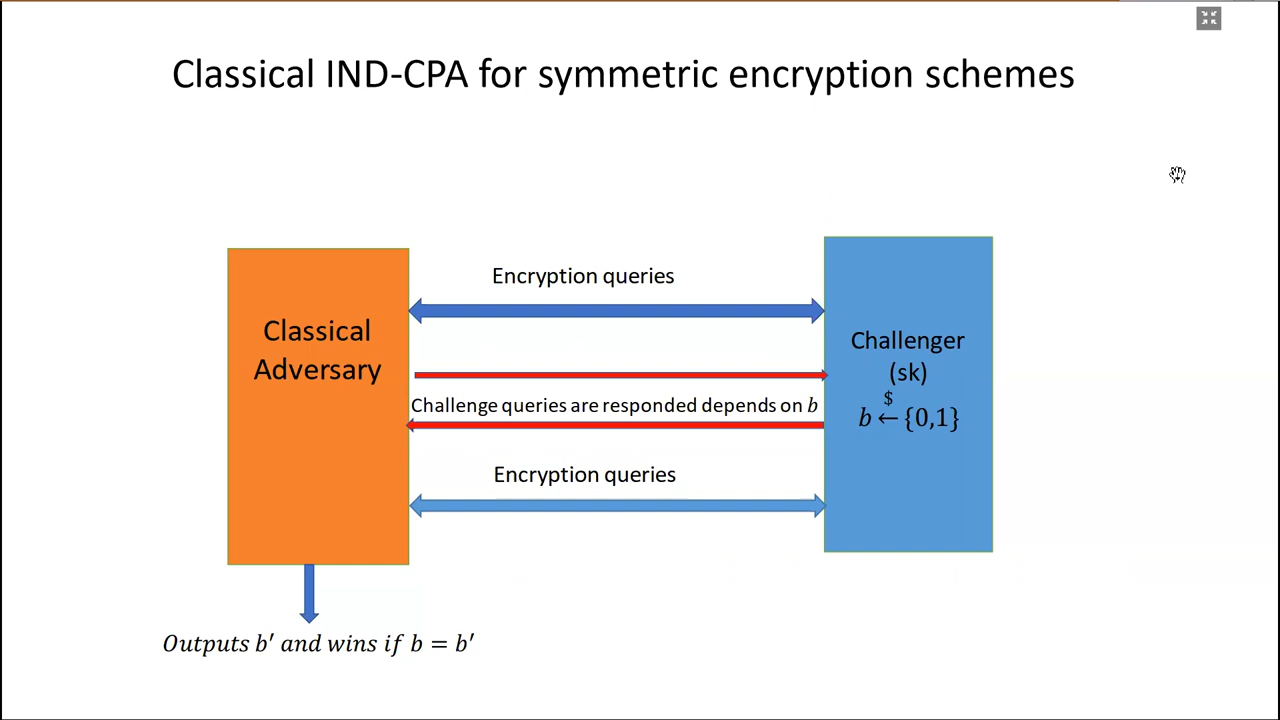 Classical IND-CPA for symmetric encryption schemes
Encryption queries
Classical
Adversary
Challenger
(sk)
$
b ← {0,1}
Challenge queries are responded depends on b
Encryption queries
Outputs b′ and wins if b = b′